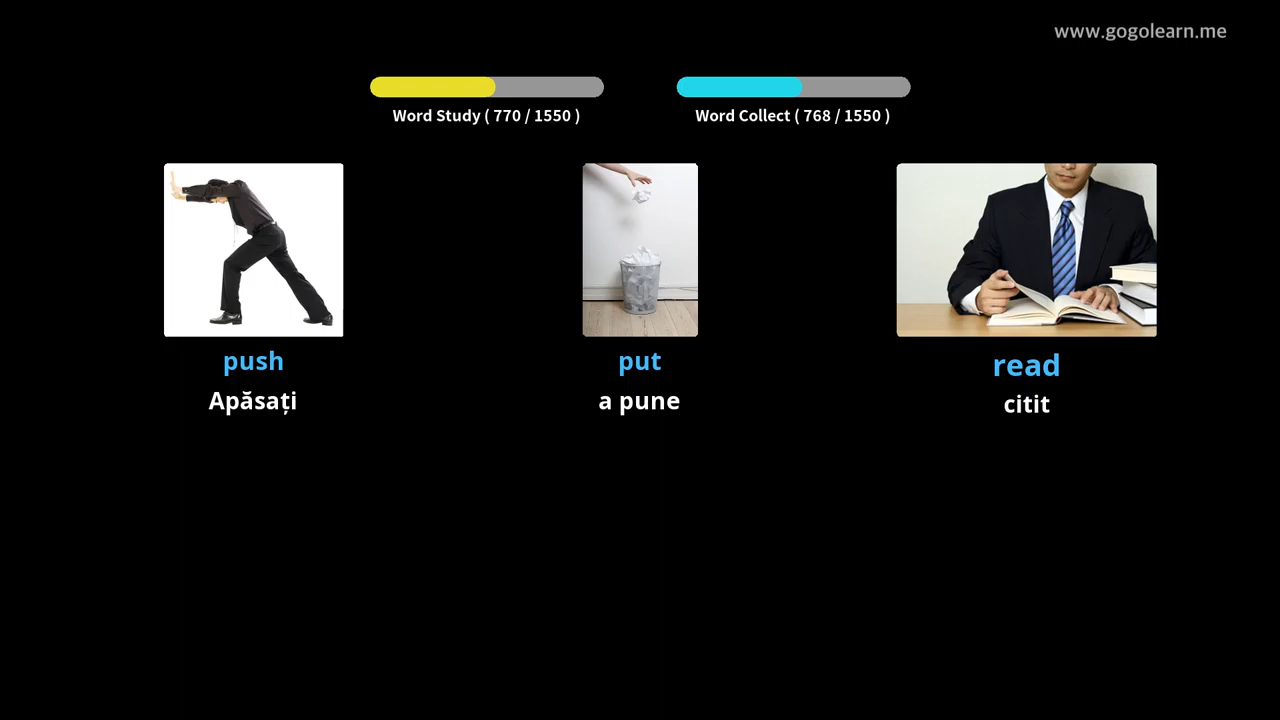 www.gogolearn.me
Word Study ( 770 / 1550 )
Word Collect ( 768 / 1550 )
push
Apăsați
put
a pune
read
citit